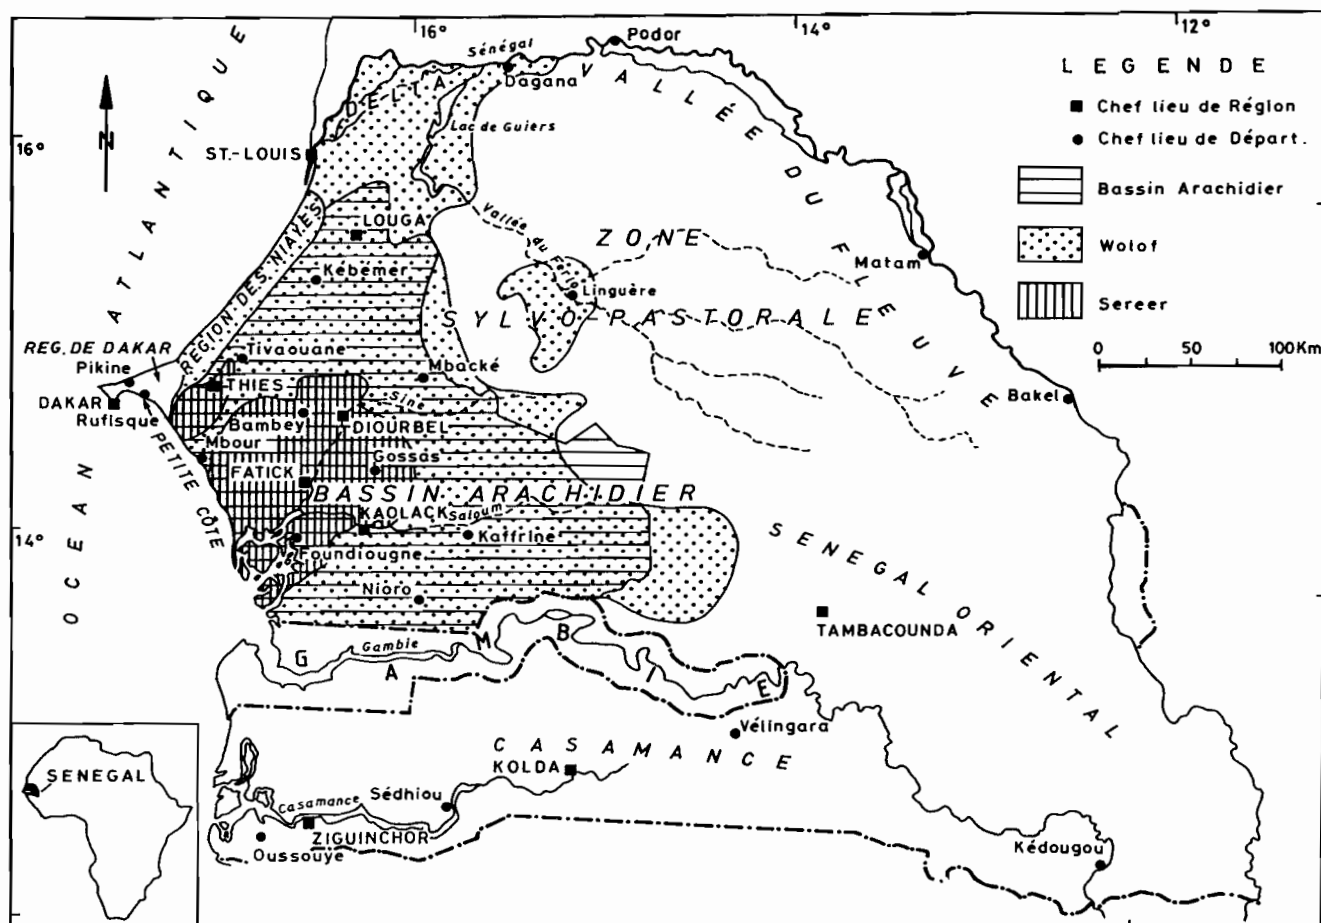 16°
14°
12°
Podor
Sénégal
Dagana
DELTA
VALLÉE DU FLEUVE
LEGENDE
Chef lieu de Région
Chef lieu de Départ.
Bassin Arachidier
Wolof
Sereer
0 50 100 Km
N
16°
OCEAN ATLANTIQUE
ST.-LOUIS
Lac de Guiers
LOUGA
Vallée du Ferlo
ZONE
Matam
REGION DES NIAYES
Kébémer
Linguère
SYLVO-PASTORALE
REG. DE DAKAR
Tivaouane
Pikine
THIES
Mbacké
DAKAR
Rufisque
Sine
Bambey
DIOURBEL
Bakel
PETITE CÔTE
Mbour
Gossas
FATICK
BASSIN ARACHIDIER
KAOLACK
Saloum
Kaffrine
14°
Foundiougne
SENEGAL ORIENTAL
Nioro
TAMBACOUNDA
GAMBIE
Gambie
Vélingara
CASAMANCE
KOLDA
SENEGAL
Casamance
Sédhiou
ZIGUINCHOR
Oussouye
Kédougou